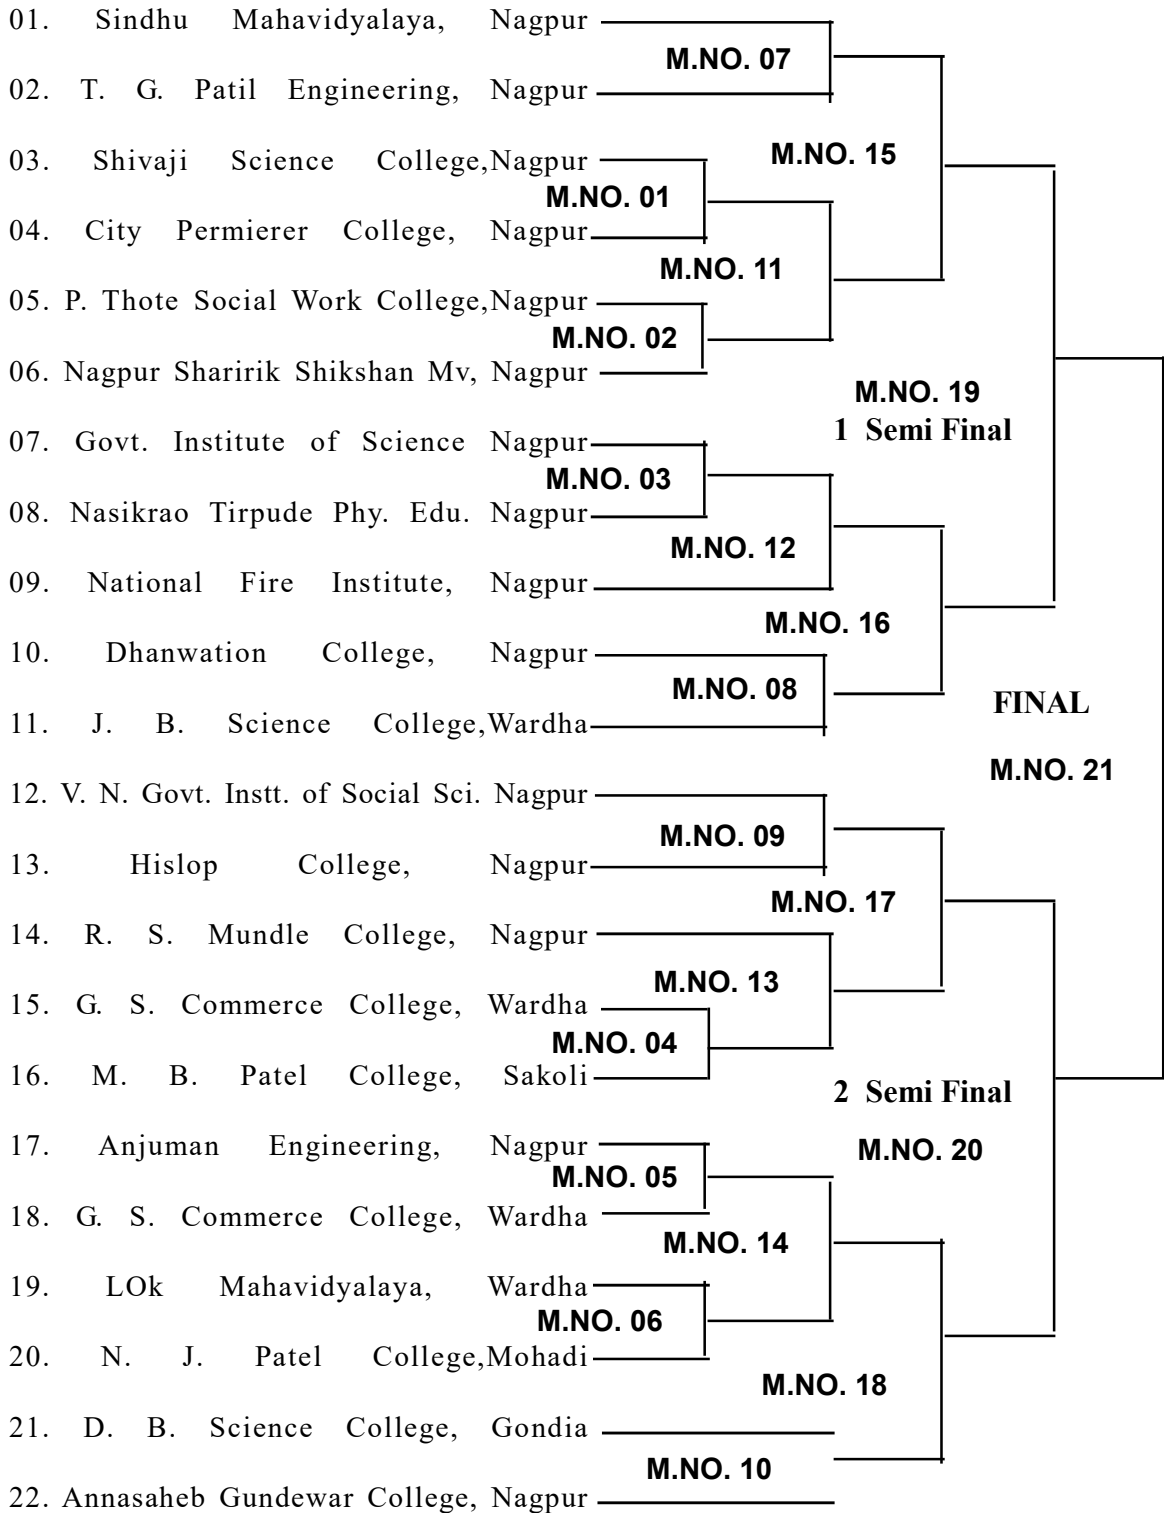 01. Sindhu Mahavidyalaya, Nagpur
M.NO. 07
02. T. G. Patil Engineering, Nagpur
M.NO. 15
03. Shivaji Science College,Nagpur
M.NO. 01
04. City Permierer College, Nagpur
M.NO. 11
05. P. Thote Social Work College,Nagpur
M.NO. 02
06. Nagpur Sharirik Shikshan Mv, Nagpur
M.NO. 19
1 Semi Final
07. Govt. Institute of Science Nagpur
M.NO. 03
08. Nasikrao Tirpude Phy. Edu. Nagpur
M.NO. 12
09. National Fire Institute, Nagpur
M.NO. 16
10. Dhanwation College, Nagpur
M.NO. 08
FINAL
11. J. B. Science College,Wardha
M.NO. 21
12. V. N. Govt. Instt. of Social Sci. Nagpur
M.NO. 09
13. Hislop College, Nagpur
M.NO. 17
14. R. S. Mundle College, Nagpur
M.NO. 13
15. G. S. Commerce College, Wardha
M.NO. 04
16. M. B. Patel College, Sakoli
2 Semi Final
17. Anjuman Engineering, Nagpur
M.NO. 20
M.NO. 05
18. G. S. Commerce College, Wardha
M.NO. 14
19. LOk Mahavidyalaya, Wardha
M.NO. 06
20. N. J. Patel College,Mohadi
M.NO. 18
21. D. B. Science College, Gondia
M.NO. 10
22. Annasaheb Gundewar College, Nagpur